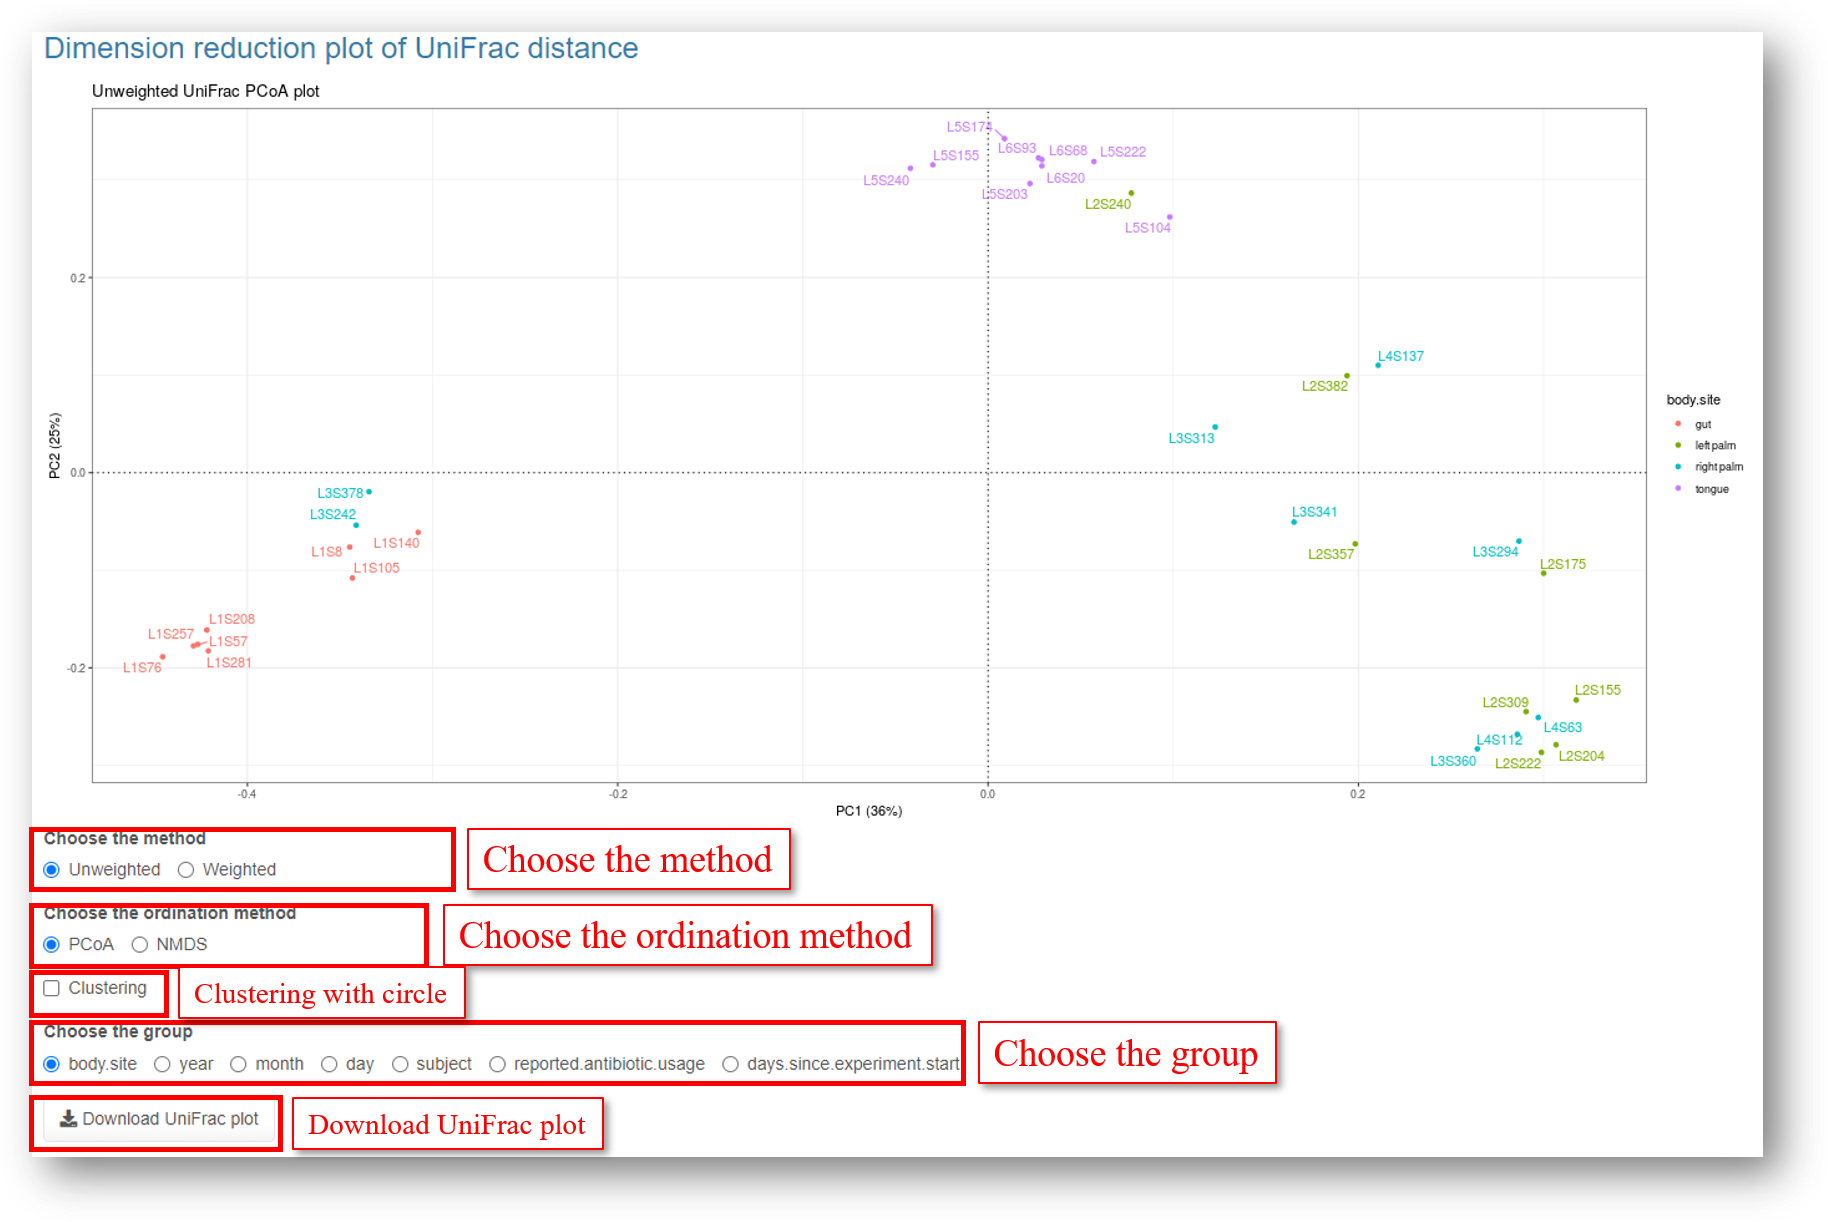 Dimension reduction plot of UniFrac distance
Unweighted UniFrac PCoA plot
L5S174
L6S93
L6S68
L5S222
L5S155
L5S240
L6S20
L5S203
L2S240
L5S104
0.2
L4S137
L2S382
body.site
gut
left palm
right palm
tongue
L3S313
PC2 (25%)
0.0
L3S378
L3S242
L1S140
L1S8
L1S105
L3S341
L2S357
L3S294
L2S175
L1S208
L1S257
L1S57
L1S281
L1S76
-0.2
L2S155
L2S309
L4S63
L4S112
L3S360
L2S222
L2S204
-0.4
-0.2
0.0
0.2
PC1 (36%)
Choose the method
Unweighted Weighted
Choose the method
Choose the ordination method
PCoA NMDS
Choose the ordination method
Clustering
Clustering with circle
Choose the group
body.site year month day subject reported.antibiotic.usage days.since.experiment.start
Choose the group
Download UniFrac plot
Download UniFrac plot